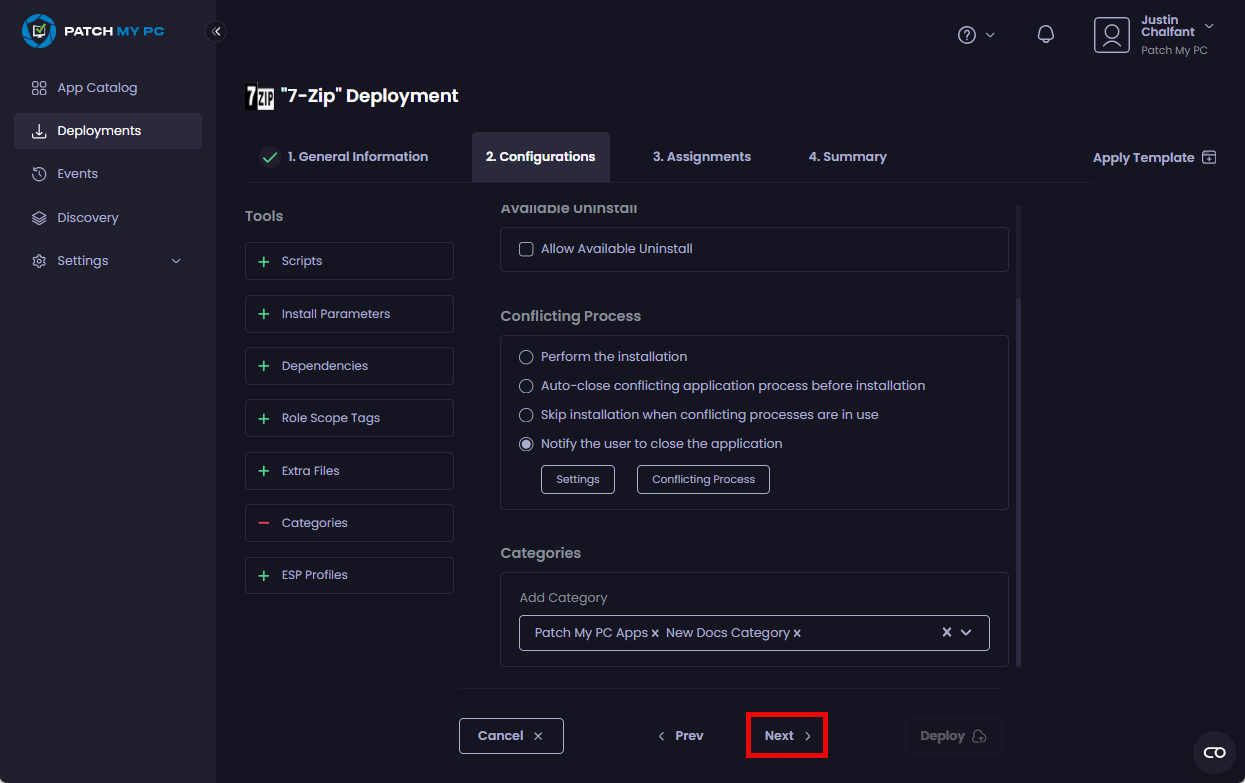 PATCH MY PC
Justin
Chalfant
Patch My PC
App Catalog
Deployments
Events
Discovery
Settings
7 ZIP "7-Zip" Deployment
1. General Information
2. Configurations
3. Assignments
4. Summary
Apply Template
Tools
Scripts
Install Parameters
Dependencies
Role Scope Tags
Extra Files
Categories
ESP Profiles
Available Uninstall
Allow Available Uninstall
Conflicting Process
Perform the installation
Auto-close conflicting application process before installation
Skip installation when conflicting processes are in use
Notify the user to close the application
Settings
Conflicting Process
Categories
Add Category
Patch My PC Apps x New Docs Category x
Cancel
Prev
Next
Deploy